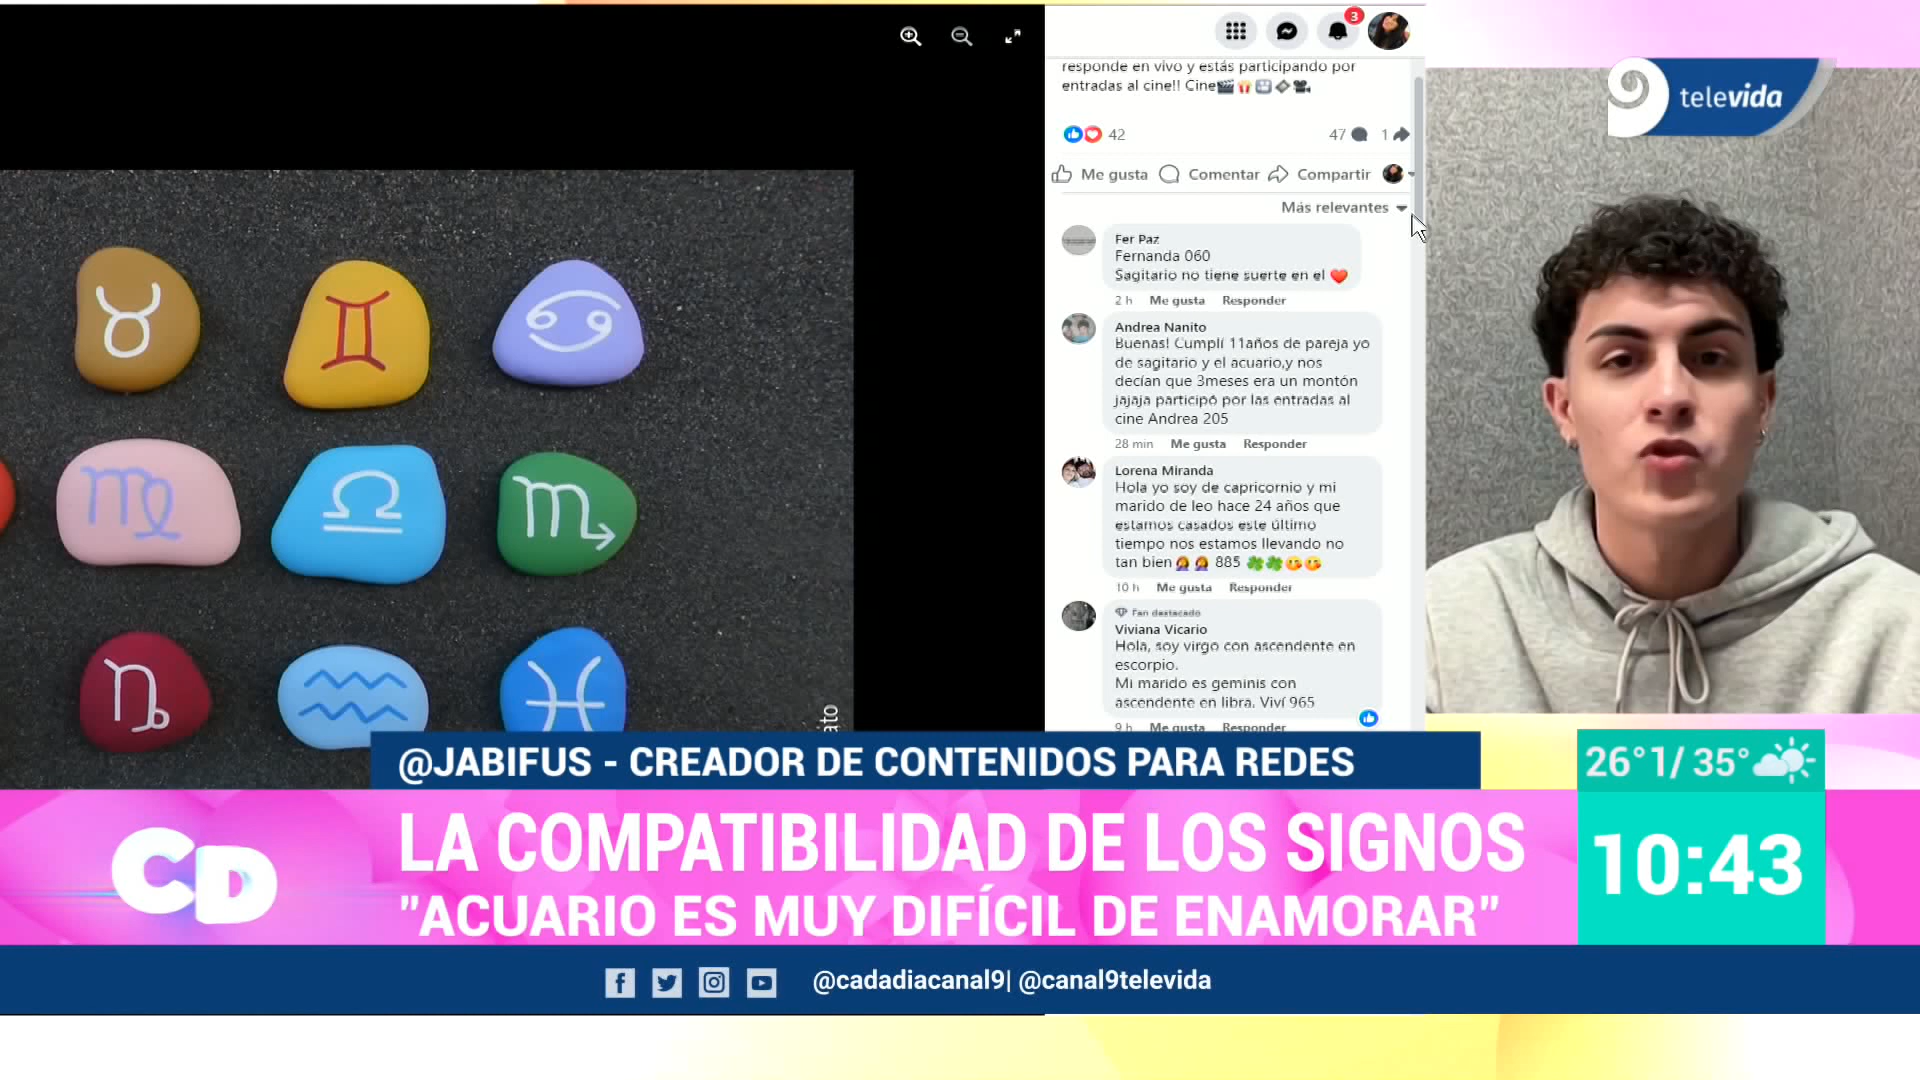 3
responde en vivo y estás participando por
entradas al cine!! Cine🎬🍿🎦🎟️🎥
42
47
1
Me gusta
Comentar
Compartir
Más relevantes
Fer Paz
Fernanda 060
Sagitario no tiene suerte en el ❤️
2 h Me gusta Responder
Andrea Nanito
Buenas! Cumplí 11años de pareja yo
de sagitario y el acuario,y nos
decían que 3meses era un montón
jajaja participó por las entradas al
cine Andrea 205
28 min Me gusta Responder
Lorena Miranda
Hola yo soy de capricornio y mi
marido de leo hace 24 años que
estamos casados este último
tiempo nos estamos llevando no
tan bien🤦‍♀️🤦‍♀️ 885 🍀🍀😘😘
10 h Me gusta Responder
Fan destacado
Viviana Vicario
Hola, soy virgo con ascendente en
escorpio.
Mi marido es geminis con
ascendente en libra. Viví 965
9 h Me gusta Responder
9 televida
@JABIFUS - CREADOR DE CONTENIDOS PARA REDES
26°1/ 35°
CD
LA COMPATIBILIDAD DE LOS SIGNOS
"ACUARIO ES MUY DIFÍCIL DE ENAMORAR"
10:43
@cadadiacanal9| @canal9televida